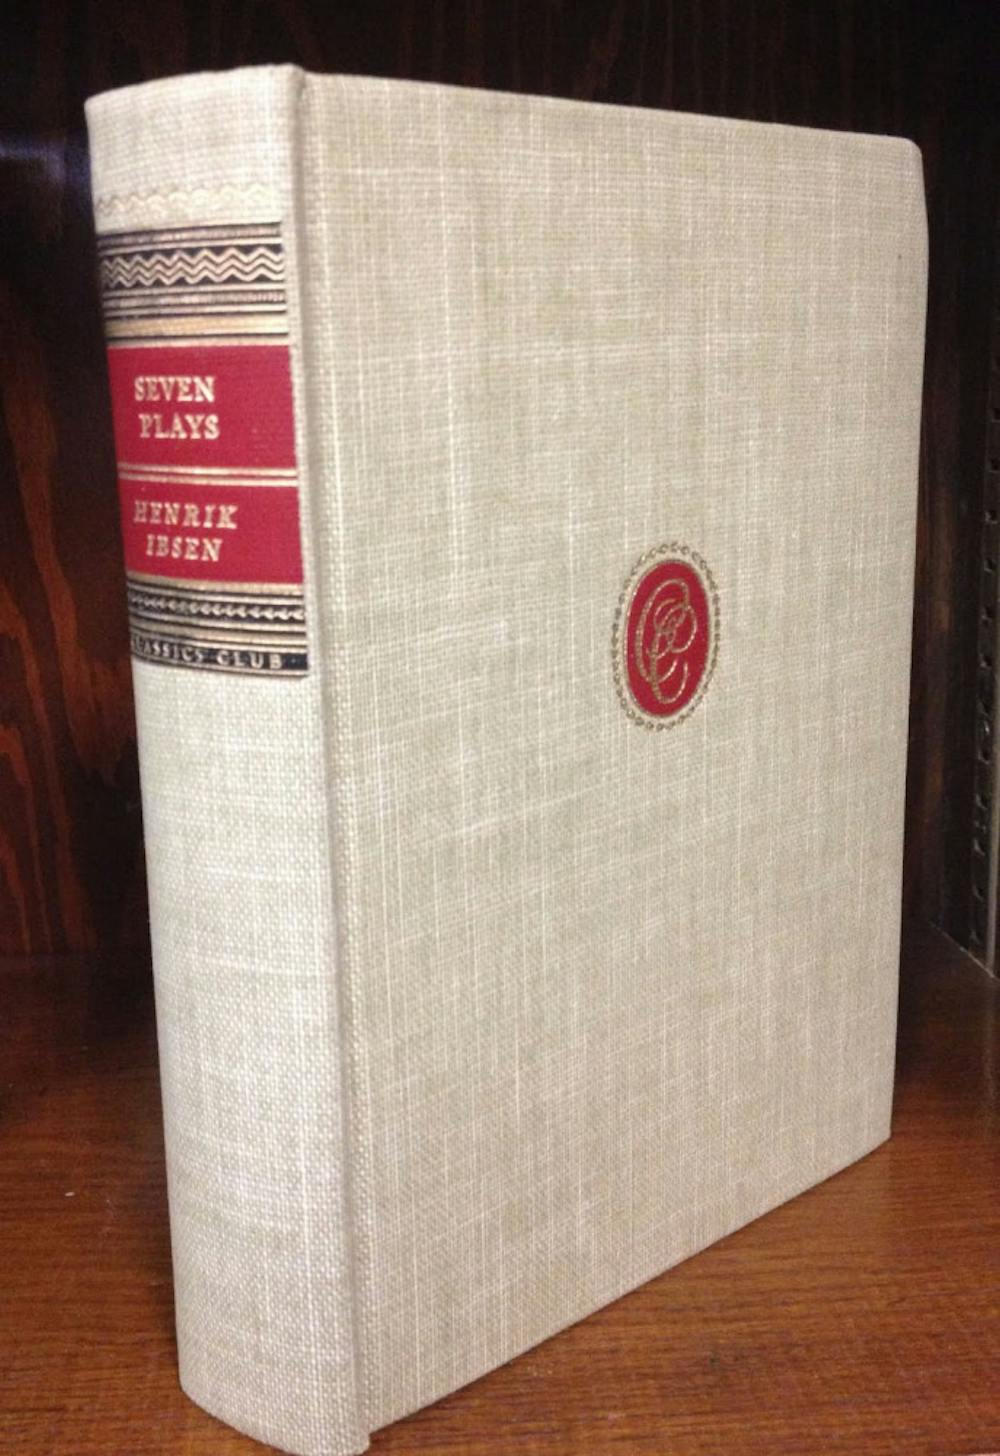 SEVEN
PLAYS
HENRIK
IBSEN
CLASSICS CLUB